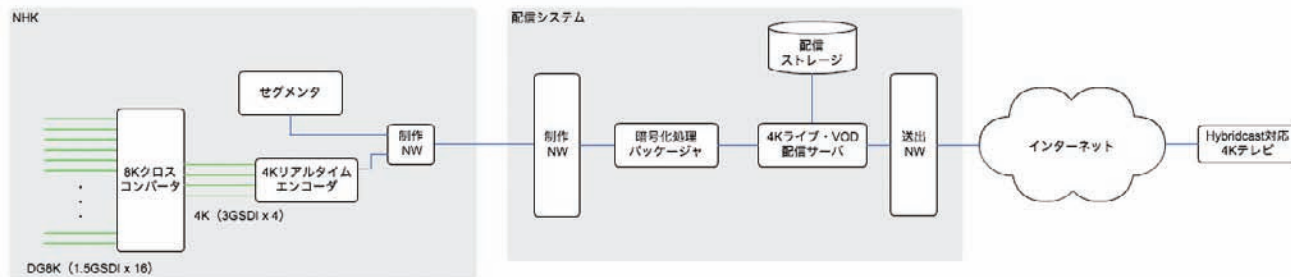 NHK
セグメンタ
8Kクロス
コンバータ
4Kリアルタイム
エンコーダ
制作
NW
4K(3GSDI x 4)
DG8K(1.5GSDI x 16)
配信システム
制作
NW
暗号化処理
パッケージャ
配信
ストレージ
4Kライブ・VOD
配信サーバ
送出
NW
インターネット
Hybridcast対応
4Kテレビ